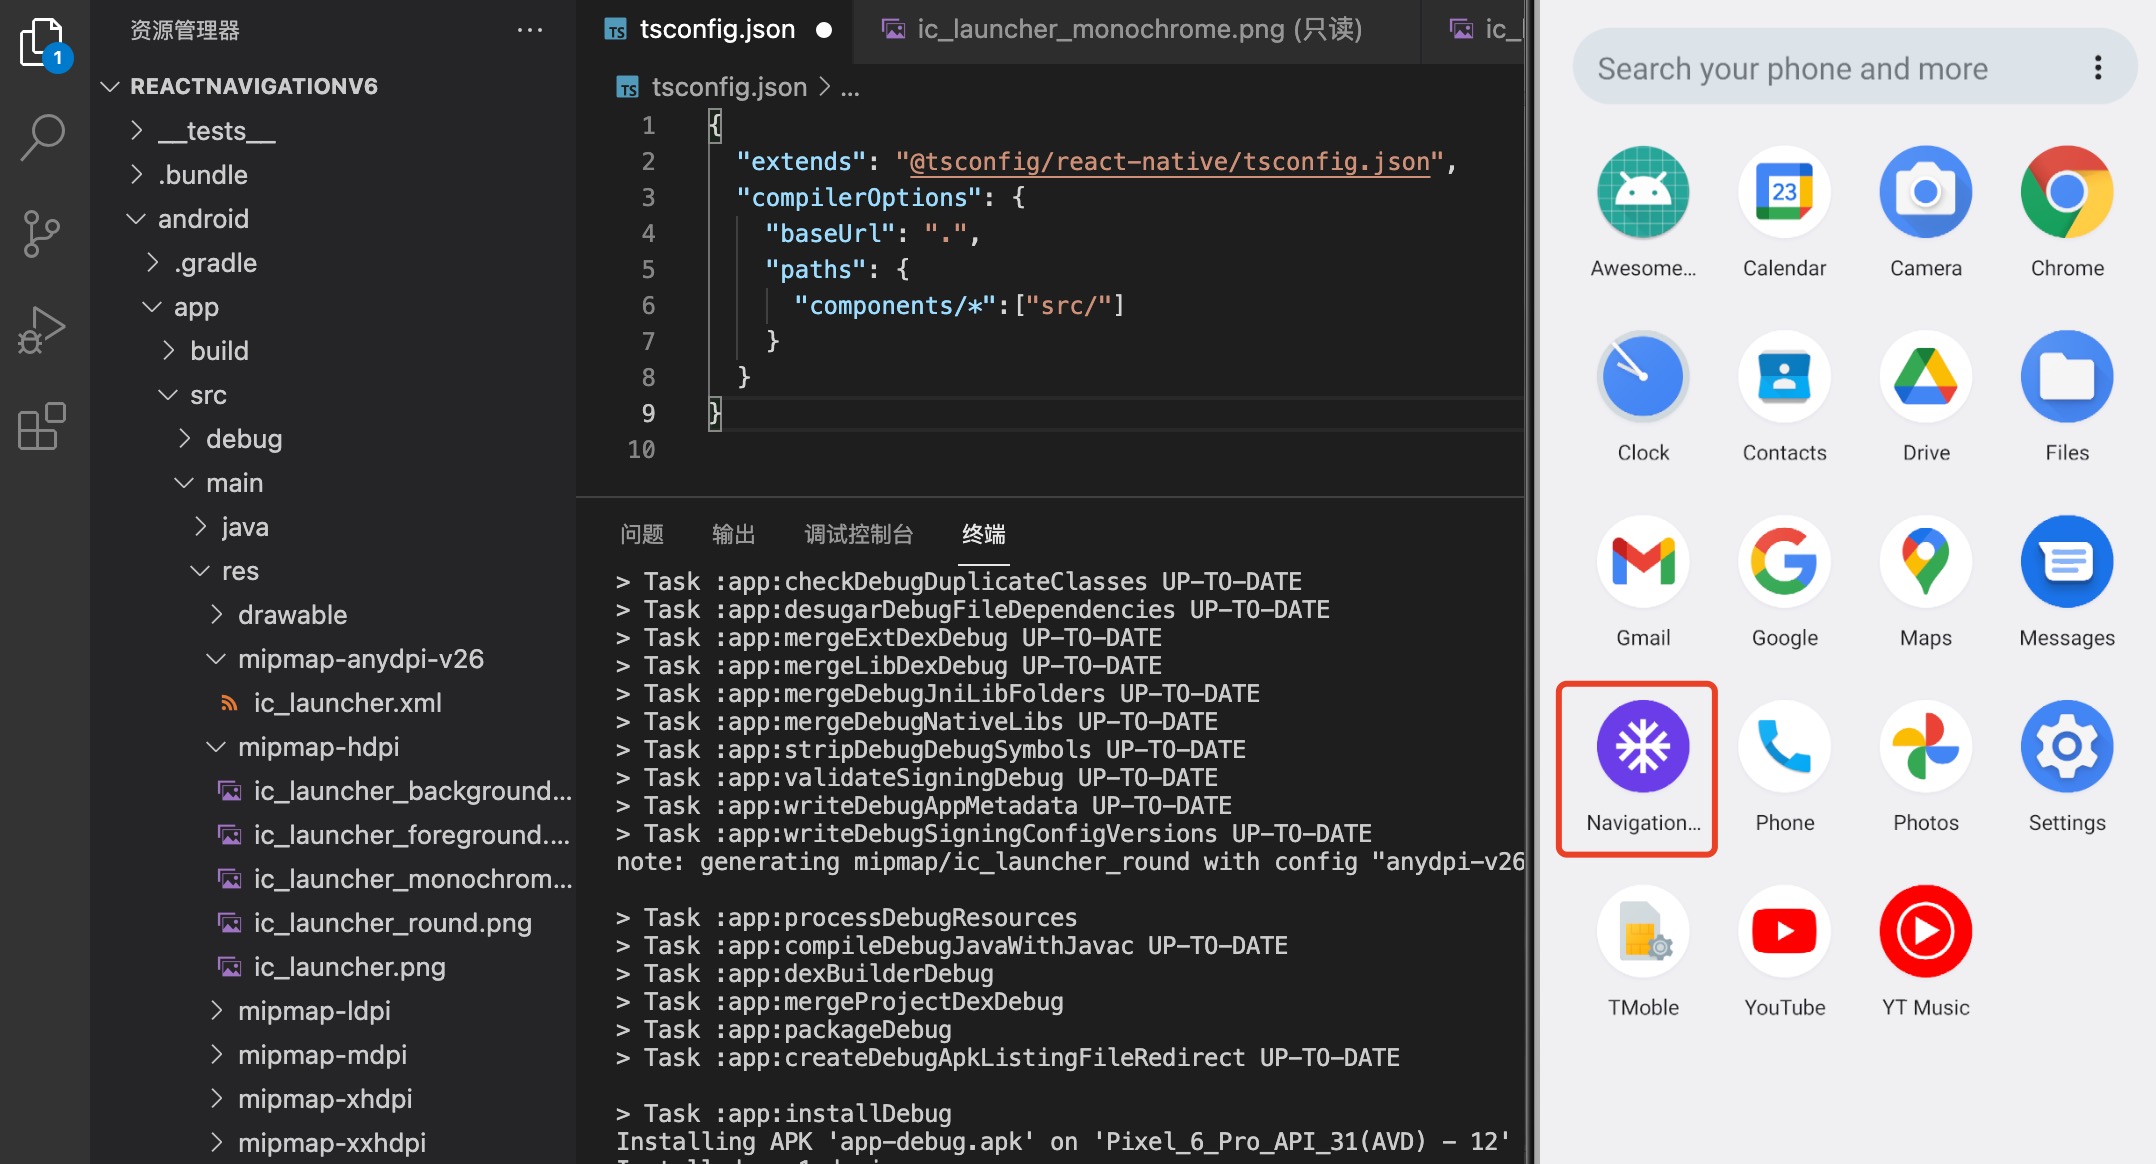 资源管理器
1
REACTNAVIGATIONV6
__tests__
.bundle
android
.gradle
app
build
src
debug
main
java
res
drawable
mipmap-anydpi-v26
ic_launcher.xml
mipmap-hdpi
ic_launcher_background...
ic_launcher_foreground....
ic_launcher_monochrom...
ic_launcher_round.png
ic_launcher.png
mipmap-ldpi
mipmap-mdpi
mipmap-xhdpi
mipmap-xxhdpi
TS tsconfig.json
ic_launcher_monochrome.png (只读)
ic_l
TS tsconfig.json > ...
1 {
2 "extends": "@tsconfig/react-native/tsconfig.json",
3 "compilerOptions": {
4 "baseUrl": ".",
5 "paths": {
6 "components/*":["src/"]
7 }
8 }
9 }
10
问题 输出 调试控制台 终端
> Task :app:checkDebugDuplicateClasses UP-TO-DATE
> Task :app:desugarDebugFileDependencies UP-TO-DATE
> Task :app:mergeExtDexDebug UP-TO-DATE
> Task :app:mergeLibDexDebug UP-TO-DATE
> Task :app:mergeDebugJniLibFolders UP-TO-DATE
> Task :app:mergeDebugNativeLibs UP-TO-DATE
> Task :app:stripDebugDebugSymbols UP-TO-DATE
> Task :app:validateSigningDebug UP-TO-DATE
> Task :app:writeDebugAppMetadata UP-TO-DATE
> Task :app:writeDebugSigningConfigVersions UP-TO-DATE
note: generating mipmap/ic_launcher_round with config "anydpi-v26
> Task :app:processDebugResources
> Task :app:compileDebugJavaWithJavac UP-TO-DATE
> Task :app:dexBuilderDebug
> Task :app:mergeProjectDexDebug
> Task :app:packageDebug
> Task :app:createDebugApkListingFileRedirect UP-TO-DATE
> Task :app:installDebug
Installing APK 'app-debug.apk' on 'Pixel_6_Pro_API_31(AVD) - 12'
Search your phone and more
23
Awesome... Calendar Camera Chrome
Clock Contacts Drive Files
Gmail Google Maps Messages
Navigation... Phone Photos Settings
TMoble YouTube YT Music